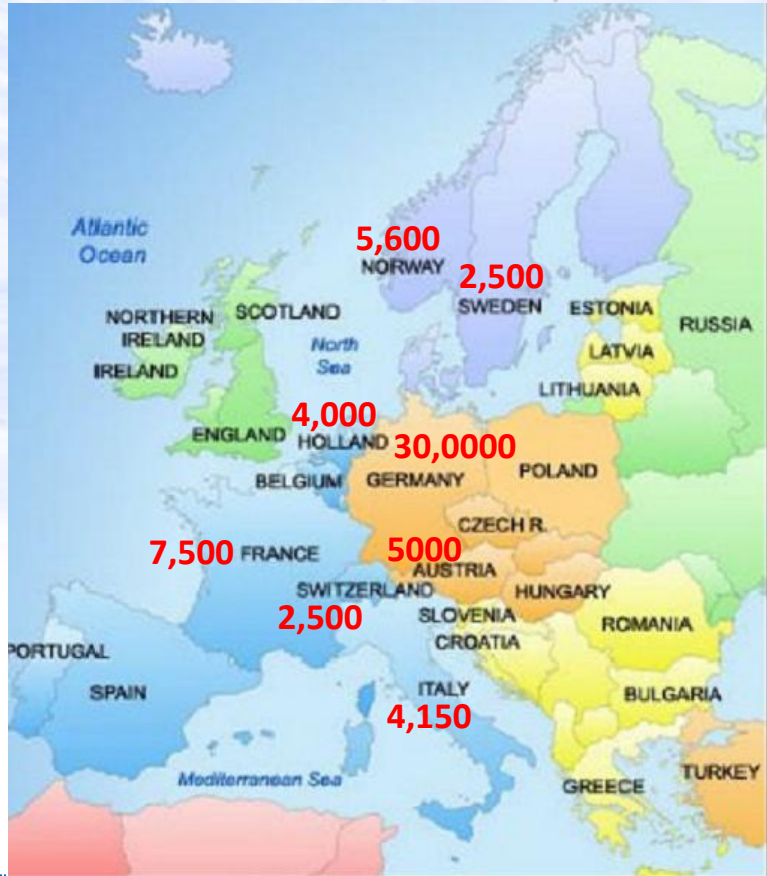 Atlantic
Ocean
5,600
NORWAY
2,500
SWEDEN
ESTONIA
RUSSIA
NORTHERN
IRELAND
SCOTLAND
North
Sea
LATVIA
IRELAND
LITHUANIA
4,000
ENGLAND
HOLLAND
30,0000
BELGIUM
GERMANY
POLAND
CZECH R.
7,500
FRANCE
5000
AUSTRIA
SWITZERLAND
HUNGARY
2,500
SLOVENIA
ROMANIA
CROATIA
PORTUGAL
SPAIN
ITALY
4,150
BULGARIA
Mediterranean Sea
GREECE
TURKEY